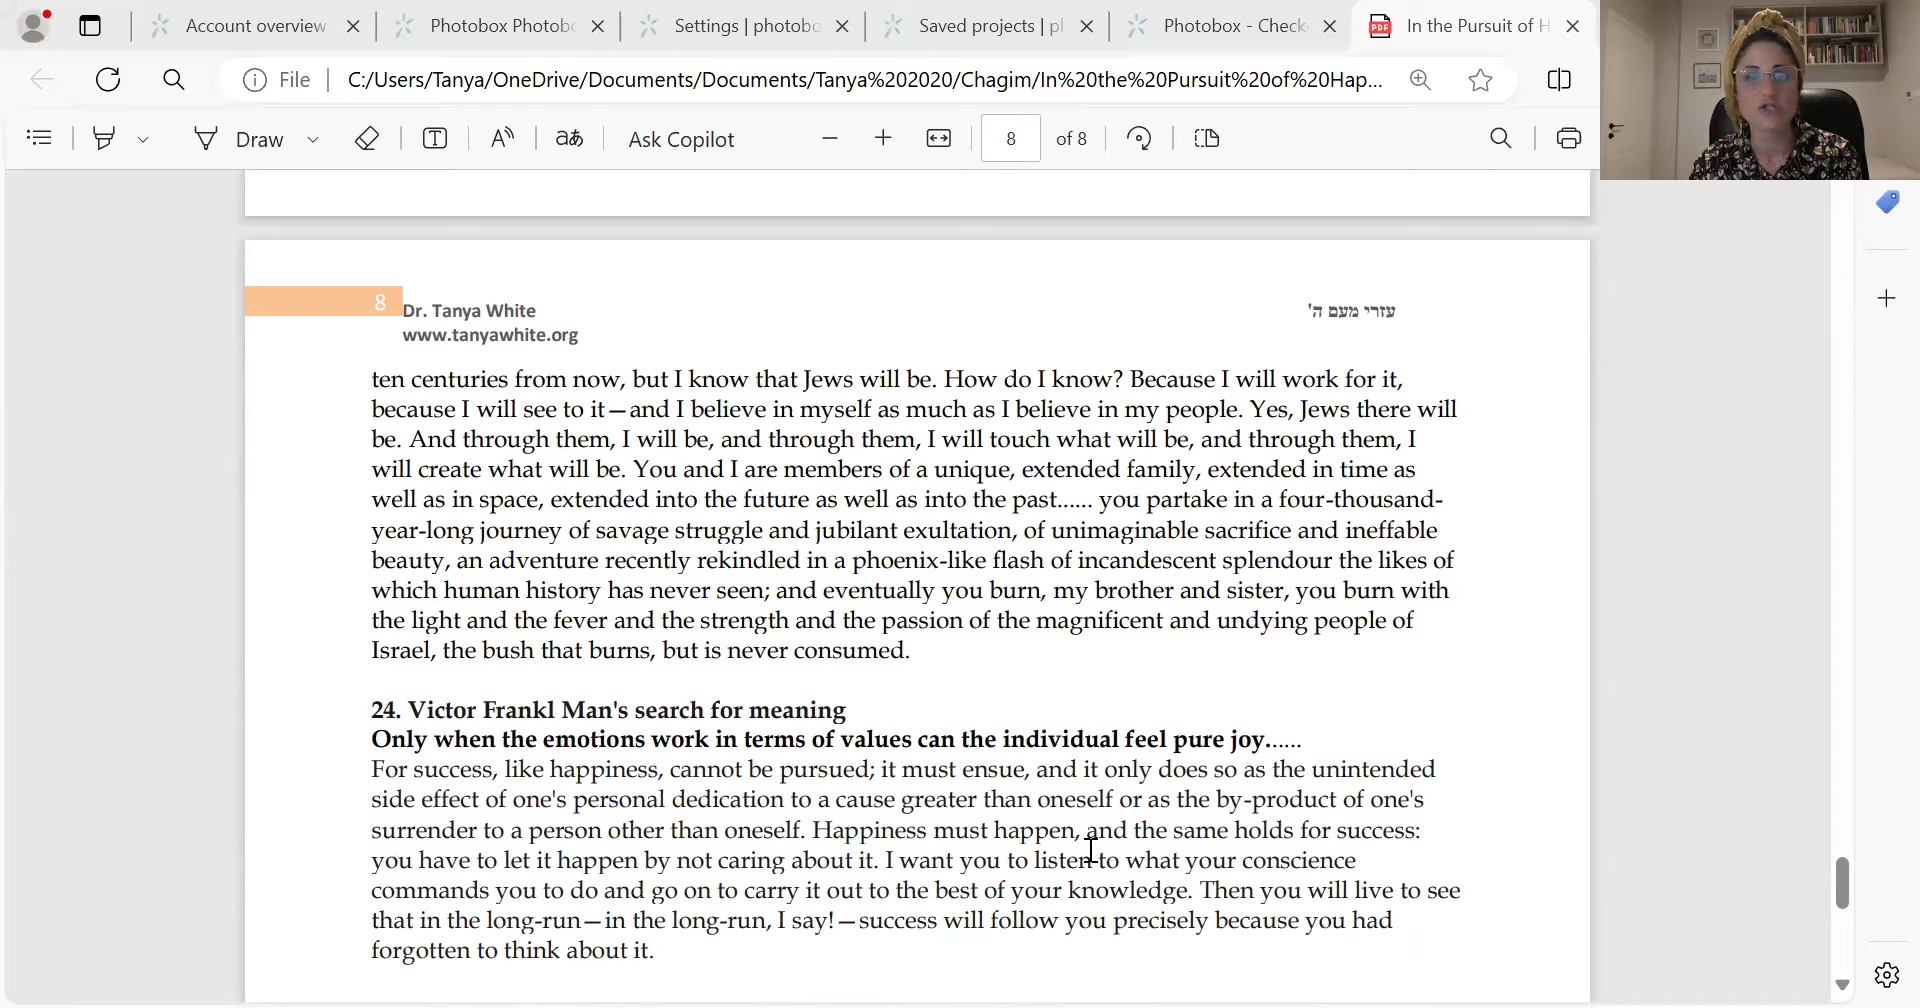 Account overview
Photobox Photobo
Settings | photobo
Saved projects | pl
Photobox - Check
PDF
In the Pursuit of H
File
C:/Users/Tanya/OneDrive/Documents/Documents/Tanya%202020/Chagim/In%20the%20Pursuit%20of%20Hap...
Draw
Ask Copilot
8
of 8
8
Dr. Tanya White
עזרי מעם ה'
www.tanyawhite.org
ten centuries from now, but I know that Jews will be. How do I know? Because I will work for it,
because I will see to it—and I believe in myself as much as I believe in my people. Yes, Jews there will
be. And through them, I will be, and through them, I will touch what will be, and through them, I
will create what will be. You and I are members of a unique, extended family, extended in time as
well as in space, extended into the future as well as into the past...... you partake in a four-thousand-
year-long journey of savage struggle and jubilant exultation, of unimaginable sacrifice and ineffable
beauty, an adventure recently rekindled in a phoenix-like flash of incandescent splendour the likes of
which human history has never seen; and eventually you burn, my brother and sister, you burn with
the light and the fever and the strength and the passion of the magnificent and undying people of
Israel, the bush that burns, but is never consumed.
24. Victor Frankl Man's search for meaning
Only when the emotions work in terms of values can the individual feel pure joy......
For success, like happiness, cannot be pursued; it must ensue, and it only does so as the unintended
side effect of one's personal dedication to a cause greater than oneself or as the by-product of one's
surrender to a person other than oneself. Happiness must happen, and the same holds for success:
you have to let it happen by not caring about it. I want you to listen to what your conscience
commands you to do and go on to carry it out to the best of your knowledge. Then you will live to see
that in the long-run—in the long-run, I say!—success will follow you precisely because you had
forgotten to think about it.